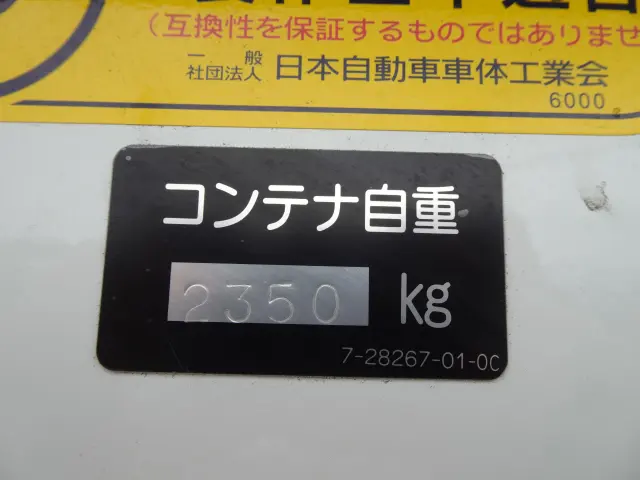 (互換性を保証するものではありませ
一般
社団法人 日本自動車車体工業会
6000
コンテナ自重
2350 kg
7-28267-01-0C